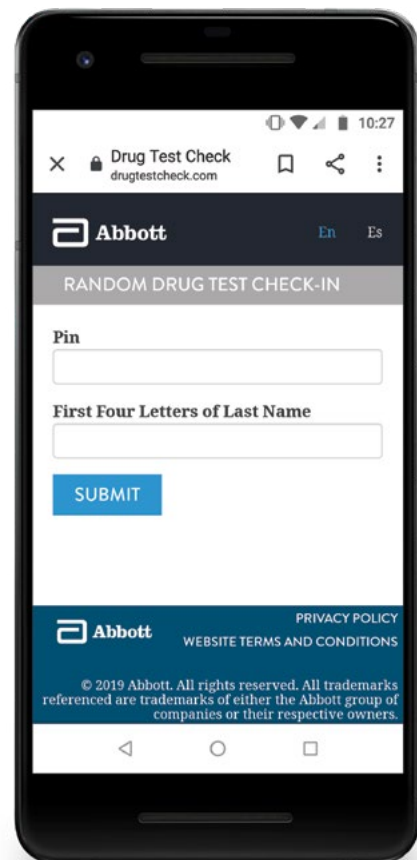 10:27
Drug Test Check
drugtestcheck.com
Abbott
En Es
RANDOM DRUG TEST CHECK-IN
Pin
First Four Letters of Last Name
SUBMIT
Abbott
PRIVACY POLICY
WEBSITE TERMS AND CONDITIONS
© 2019 Abbott. All rights reserved. All trademarks
referenced are trademarks of either the Abbott group of
companies or their respective owners.